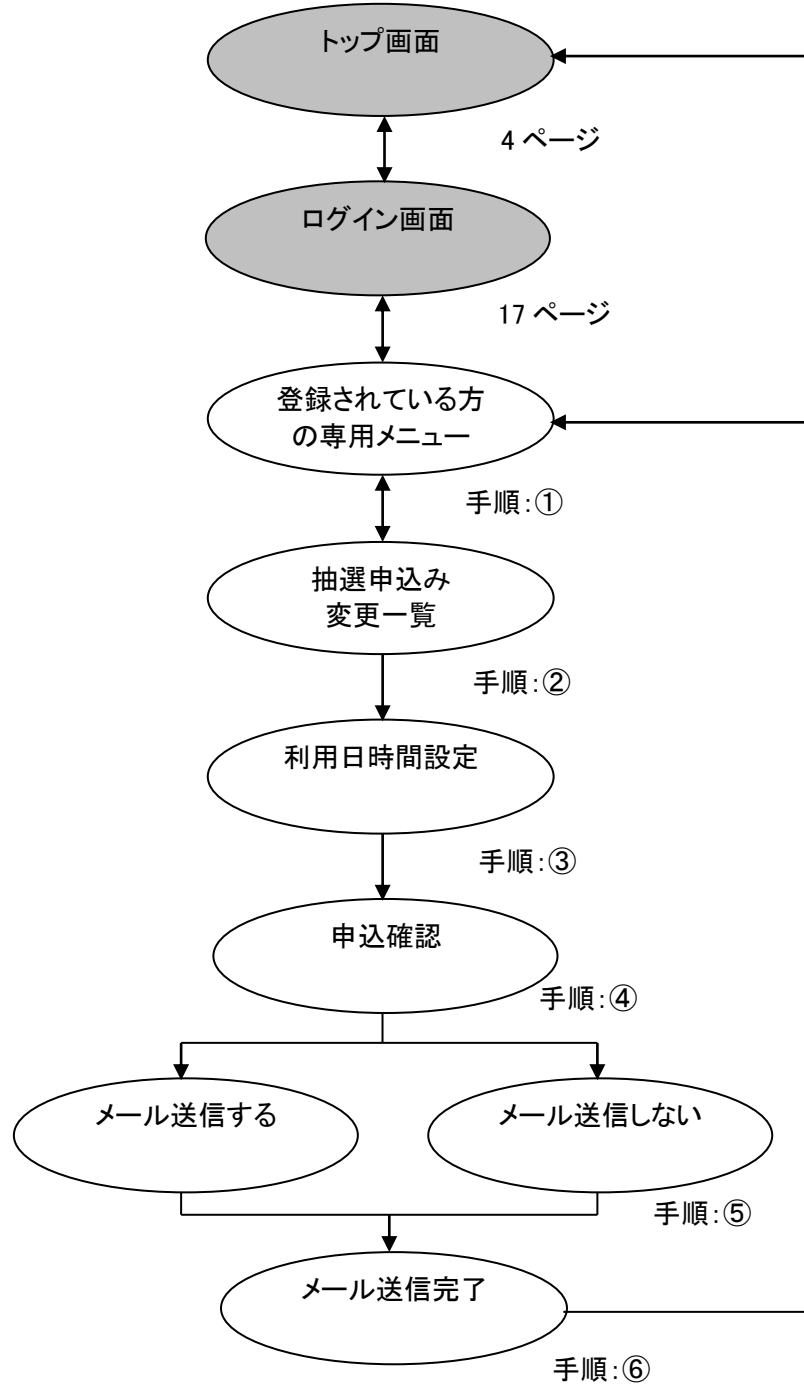 トップ画面
4 ページ
ログイン画面
17 ページ
登録されている方
の専用メニュー
手順:①
抽選申込み
変更一覧
手順:②
利用日時間設定
手順:③
申込確認
手順:④
メール送信する
メール送信しない
手順:⑤
メール送信完了
手順:⑥